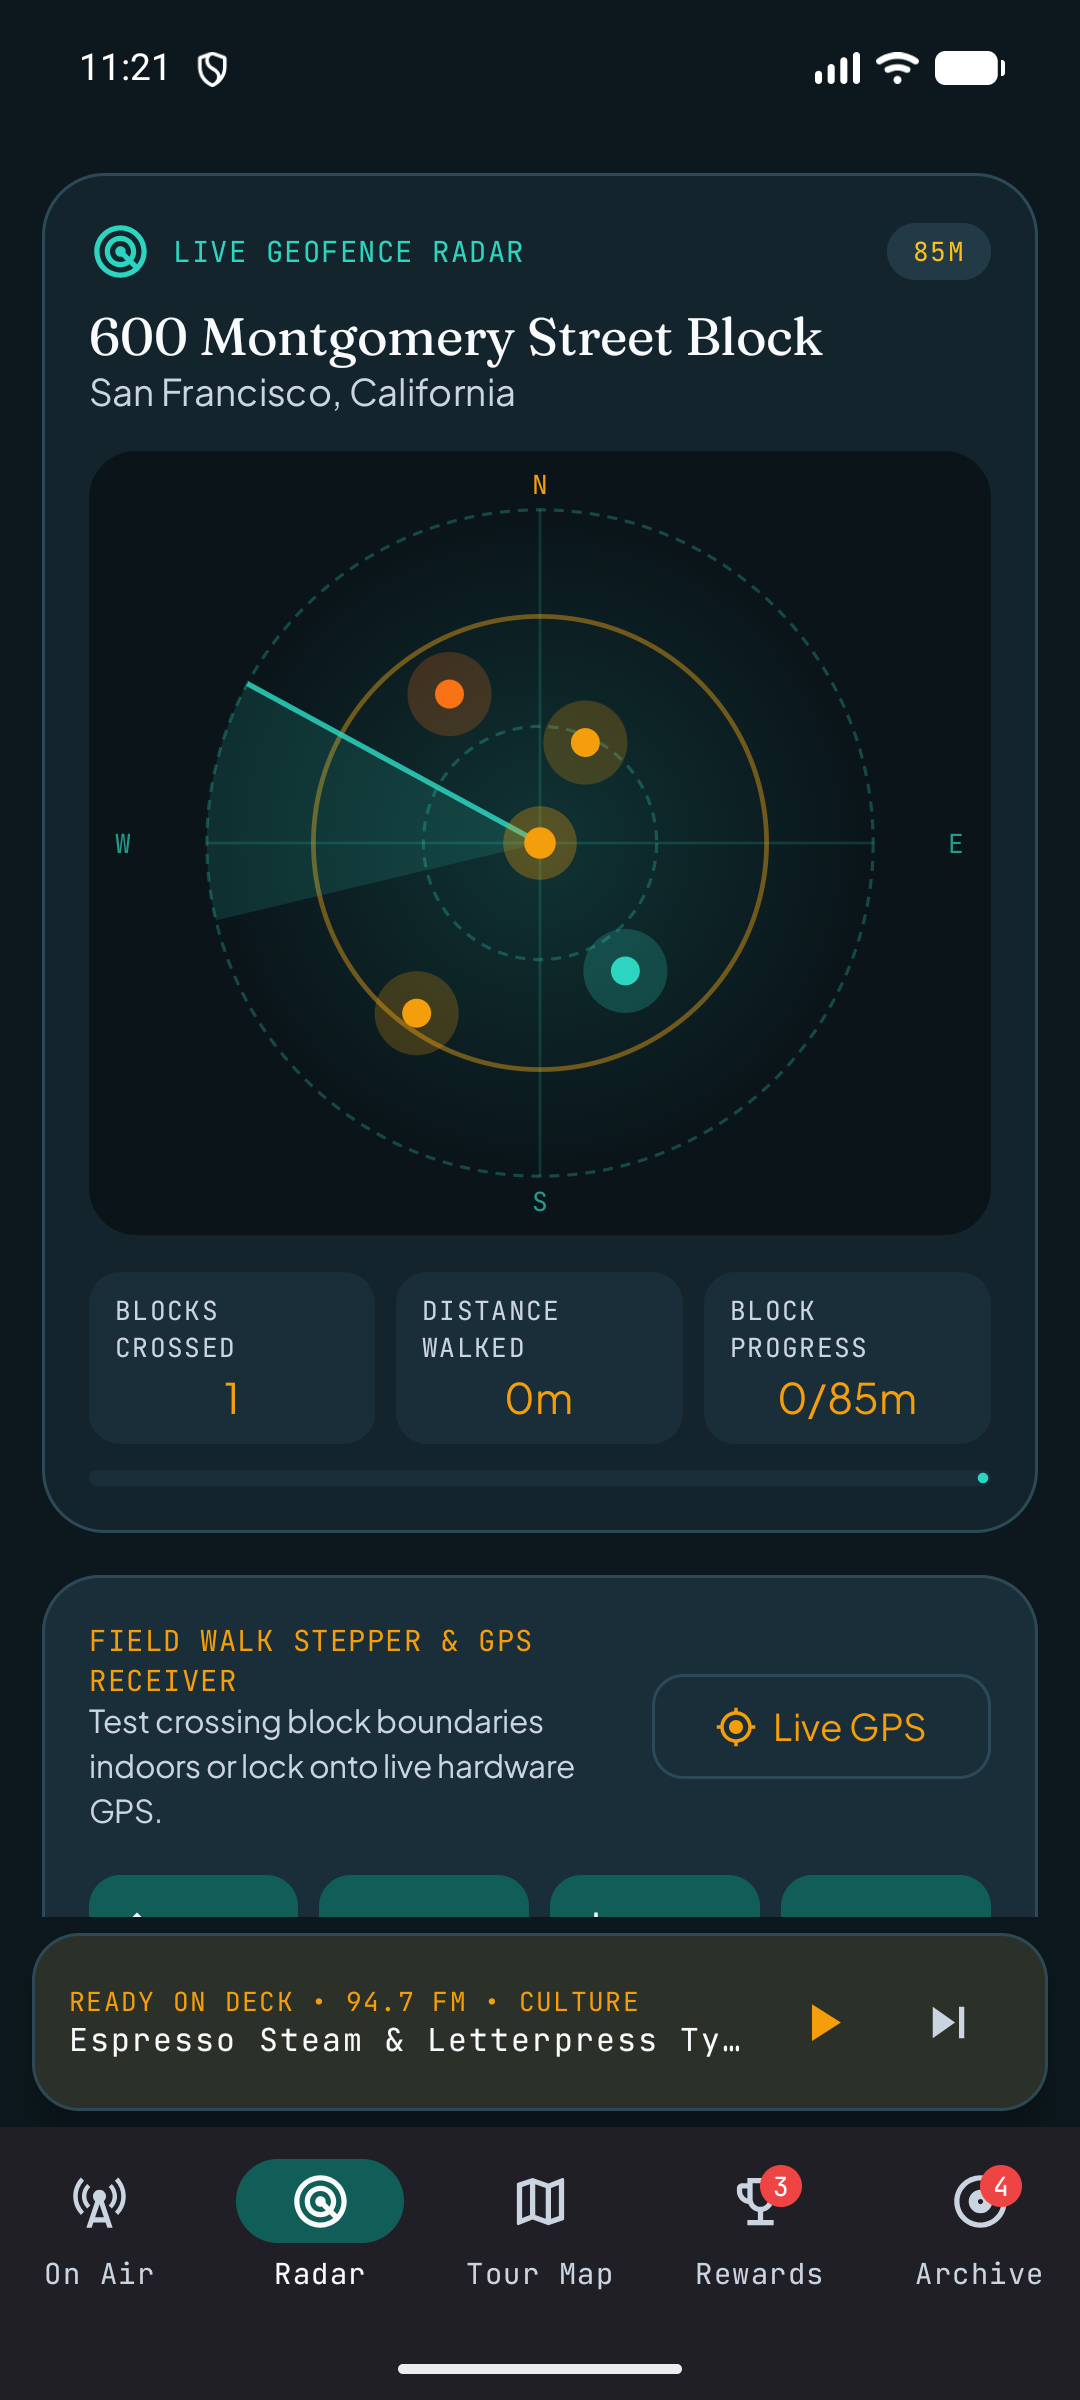 11:21
LIVE GEOFENCE RADAR
85M
600 Montgomery Street Block
San Francisco, California
N
W
E
S
BLOCKS
CROSSED
1
DISTANCE
WALKED
0m
BLOCK
PROGRESS
0/85m
FIELD WALK STEPPER & GPS
RECEIVER
Test crossing block boundaries
indoors or lock onto live hardware
GPS.
Live GPS
READY ON DECK • 94.7 FM • CULTURE
Espresso Steam & Letterpress Ty…
3
4
On Air
Radar
Tour Map
Rewards
Archive